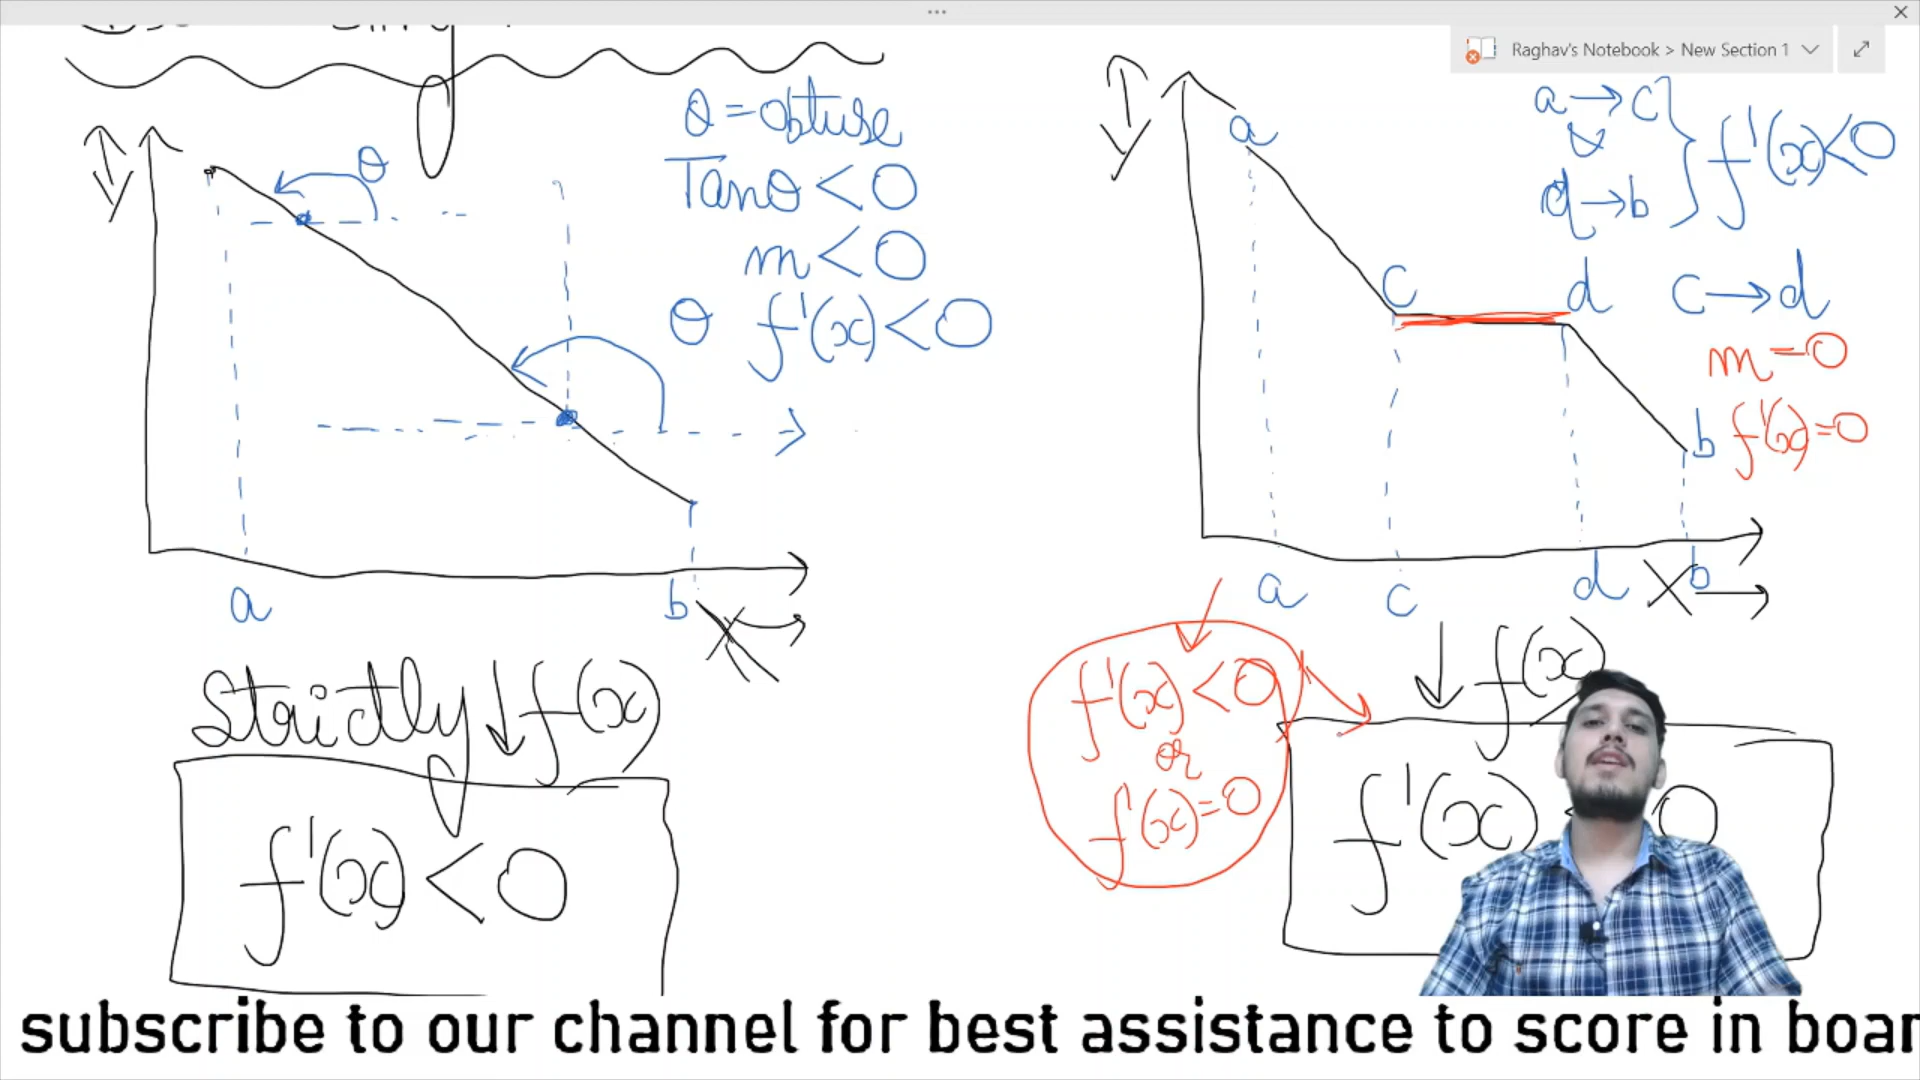 Raghav's Notebook > New Section 1
θ = obtuse
Tanθ < 0
m < 0
θ f'(x) < 0
θ
y
a
b
X
Strictly ↓ f(x)
f'(x) < 0
a → c
&
d → b
} f'(x) < 0
c → d
m = 0
f'(x) = 0
y
a
c
d
b
a
c
d
b
X
f'(x) < 0
or
f'(x) = 0
↓ f(x)
f'(x)
0
subscribe to our channel for best assistance to score in boar